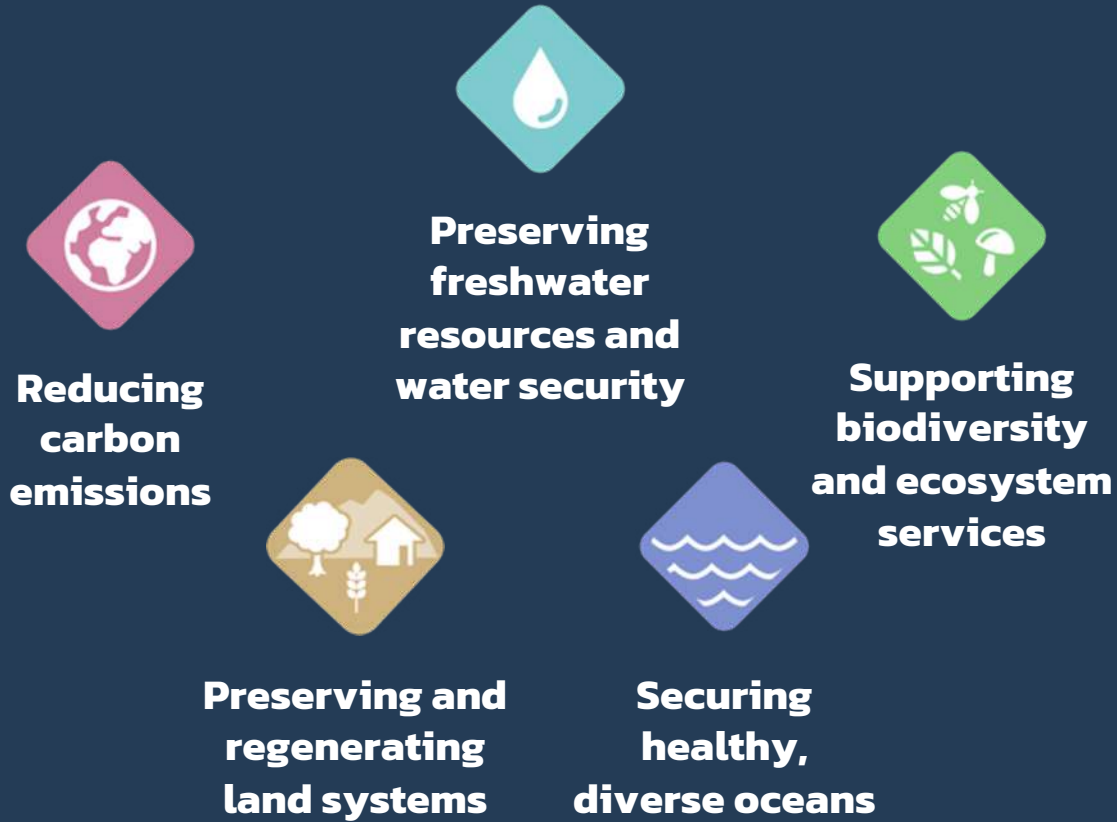 Preserving
freshwater
resources and
water security
Reducing
carbon
emissions
Supporting
biodiversity
and ecosystem
services
Preserving and
regenerating
land systems
Securing
healthy,
diverse oceans